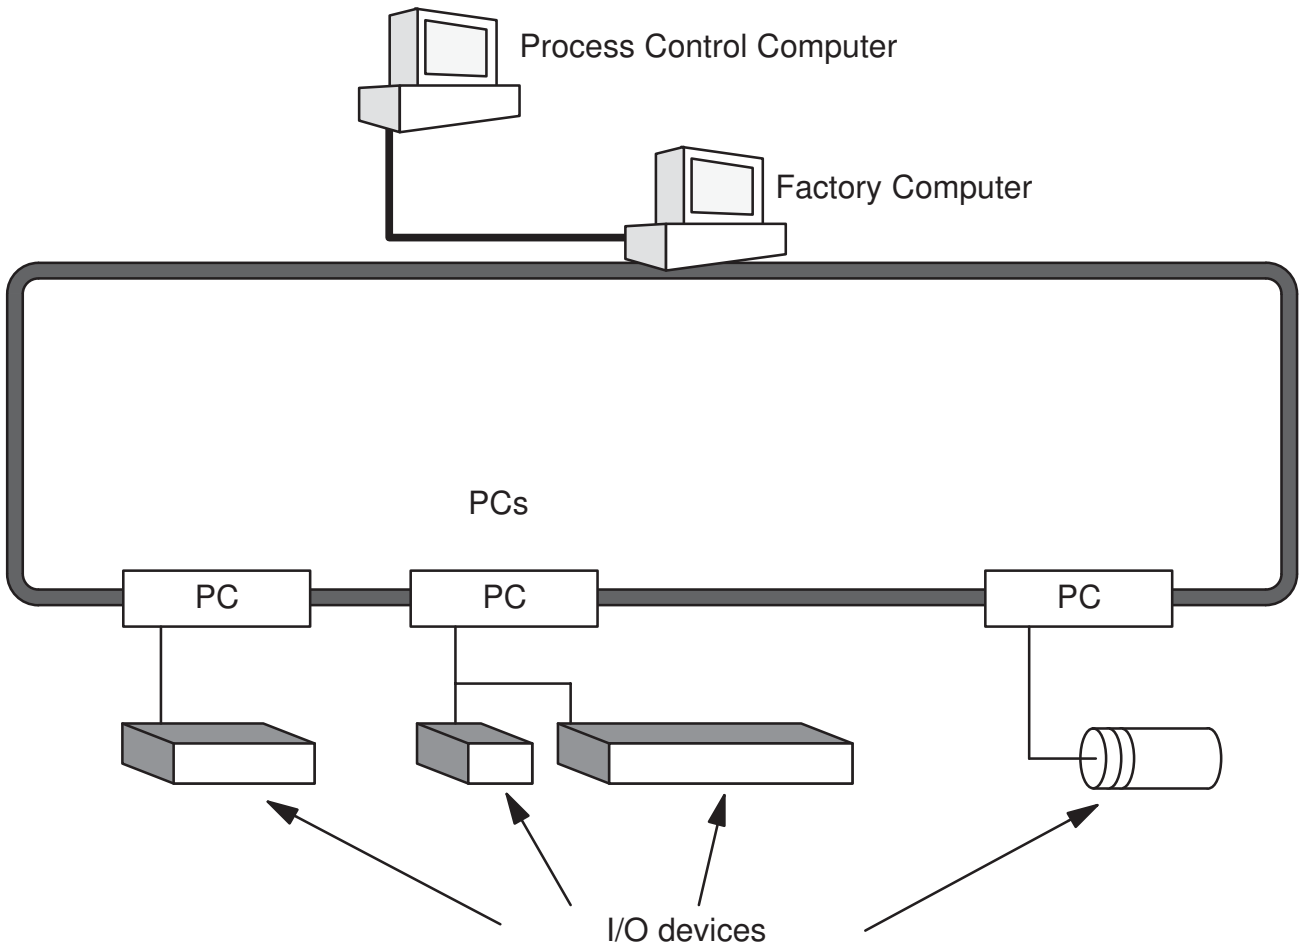 Process Control Computer
Factory Computer
PCs
PC
PC
PC
I/O devices